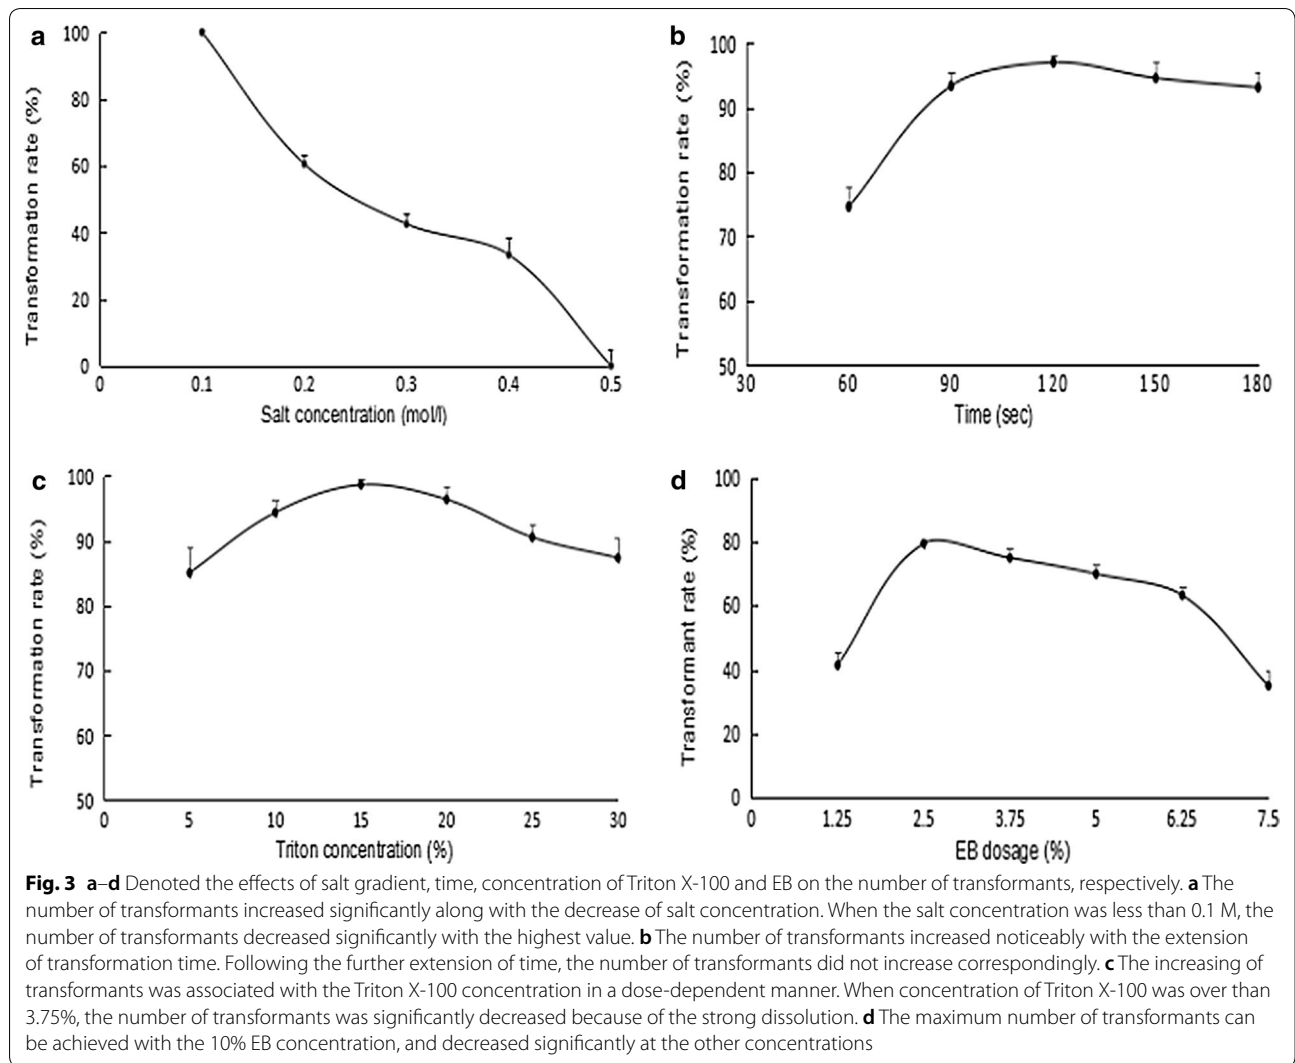 a
100
80
60
40
20
0
Transformation rate (%)
0 0.1 0.2 0.3 0.4 0.5
Salt concentration (mol/l)
b
100
90
80
70
60
50
Transformation rate (%)
30 60 90 120 150 180
Time (sec)
c
100
90
80
70
60
50
Transformation rate (%)
0 5 10 15 20 25 30
Triton concentration (%)
d
100
80
60
40
20
0
Transformant rate (%)
0 1.25 2.5 3.75 5 6.25 7.5
EB dosage (%)
Fig. 3 a–d Denoted the effects of salt gradient, time, concentration of Triton X-100 and EB on the number of transformants, respectively. a The
number of transformants increased significantly along with the decrease of salt concentration. When the salt concentration was less than 0.1 M, the
number of transformants decreased significantly with the highest value. b The number of transformants increased noticeably with the extension
of transformation time. Following the further extension of time, the number of transformants did not increase correspondingly. c The increasing of
transformants was associated with the Triton X-100 concentration in a dose-dependent manner. When concentration of Triton X-100 was over than
3.75%, the number of transformants was significantly decreased because of the strong dissolution. d The maximum number of transformants can
be achieved with the 10% EB concentration, and decreased significantly at the other concentrations